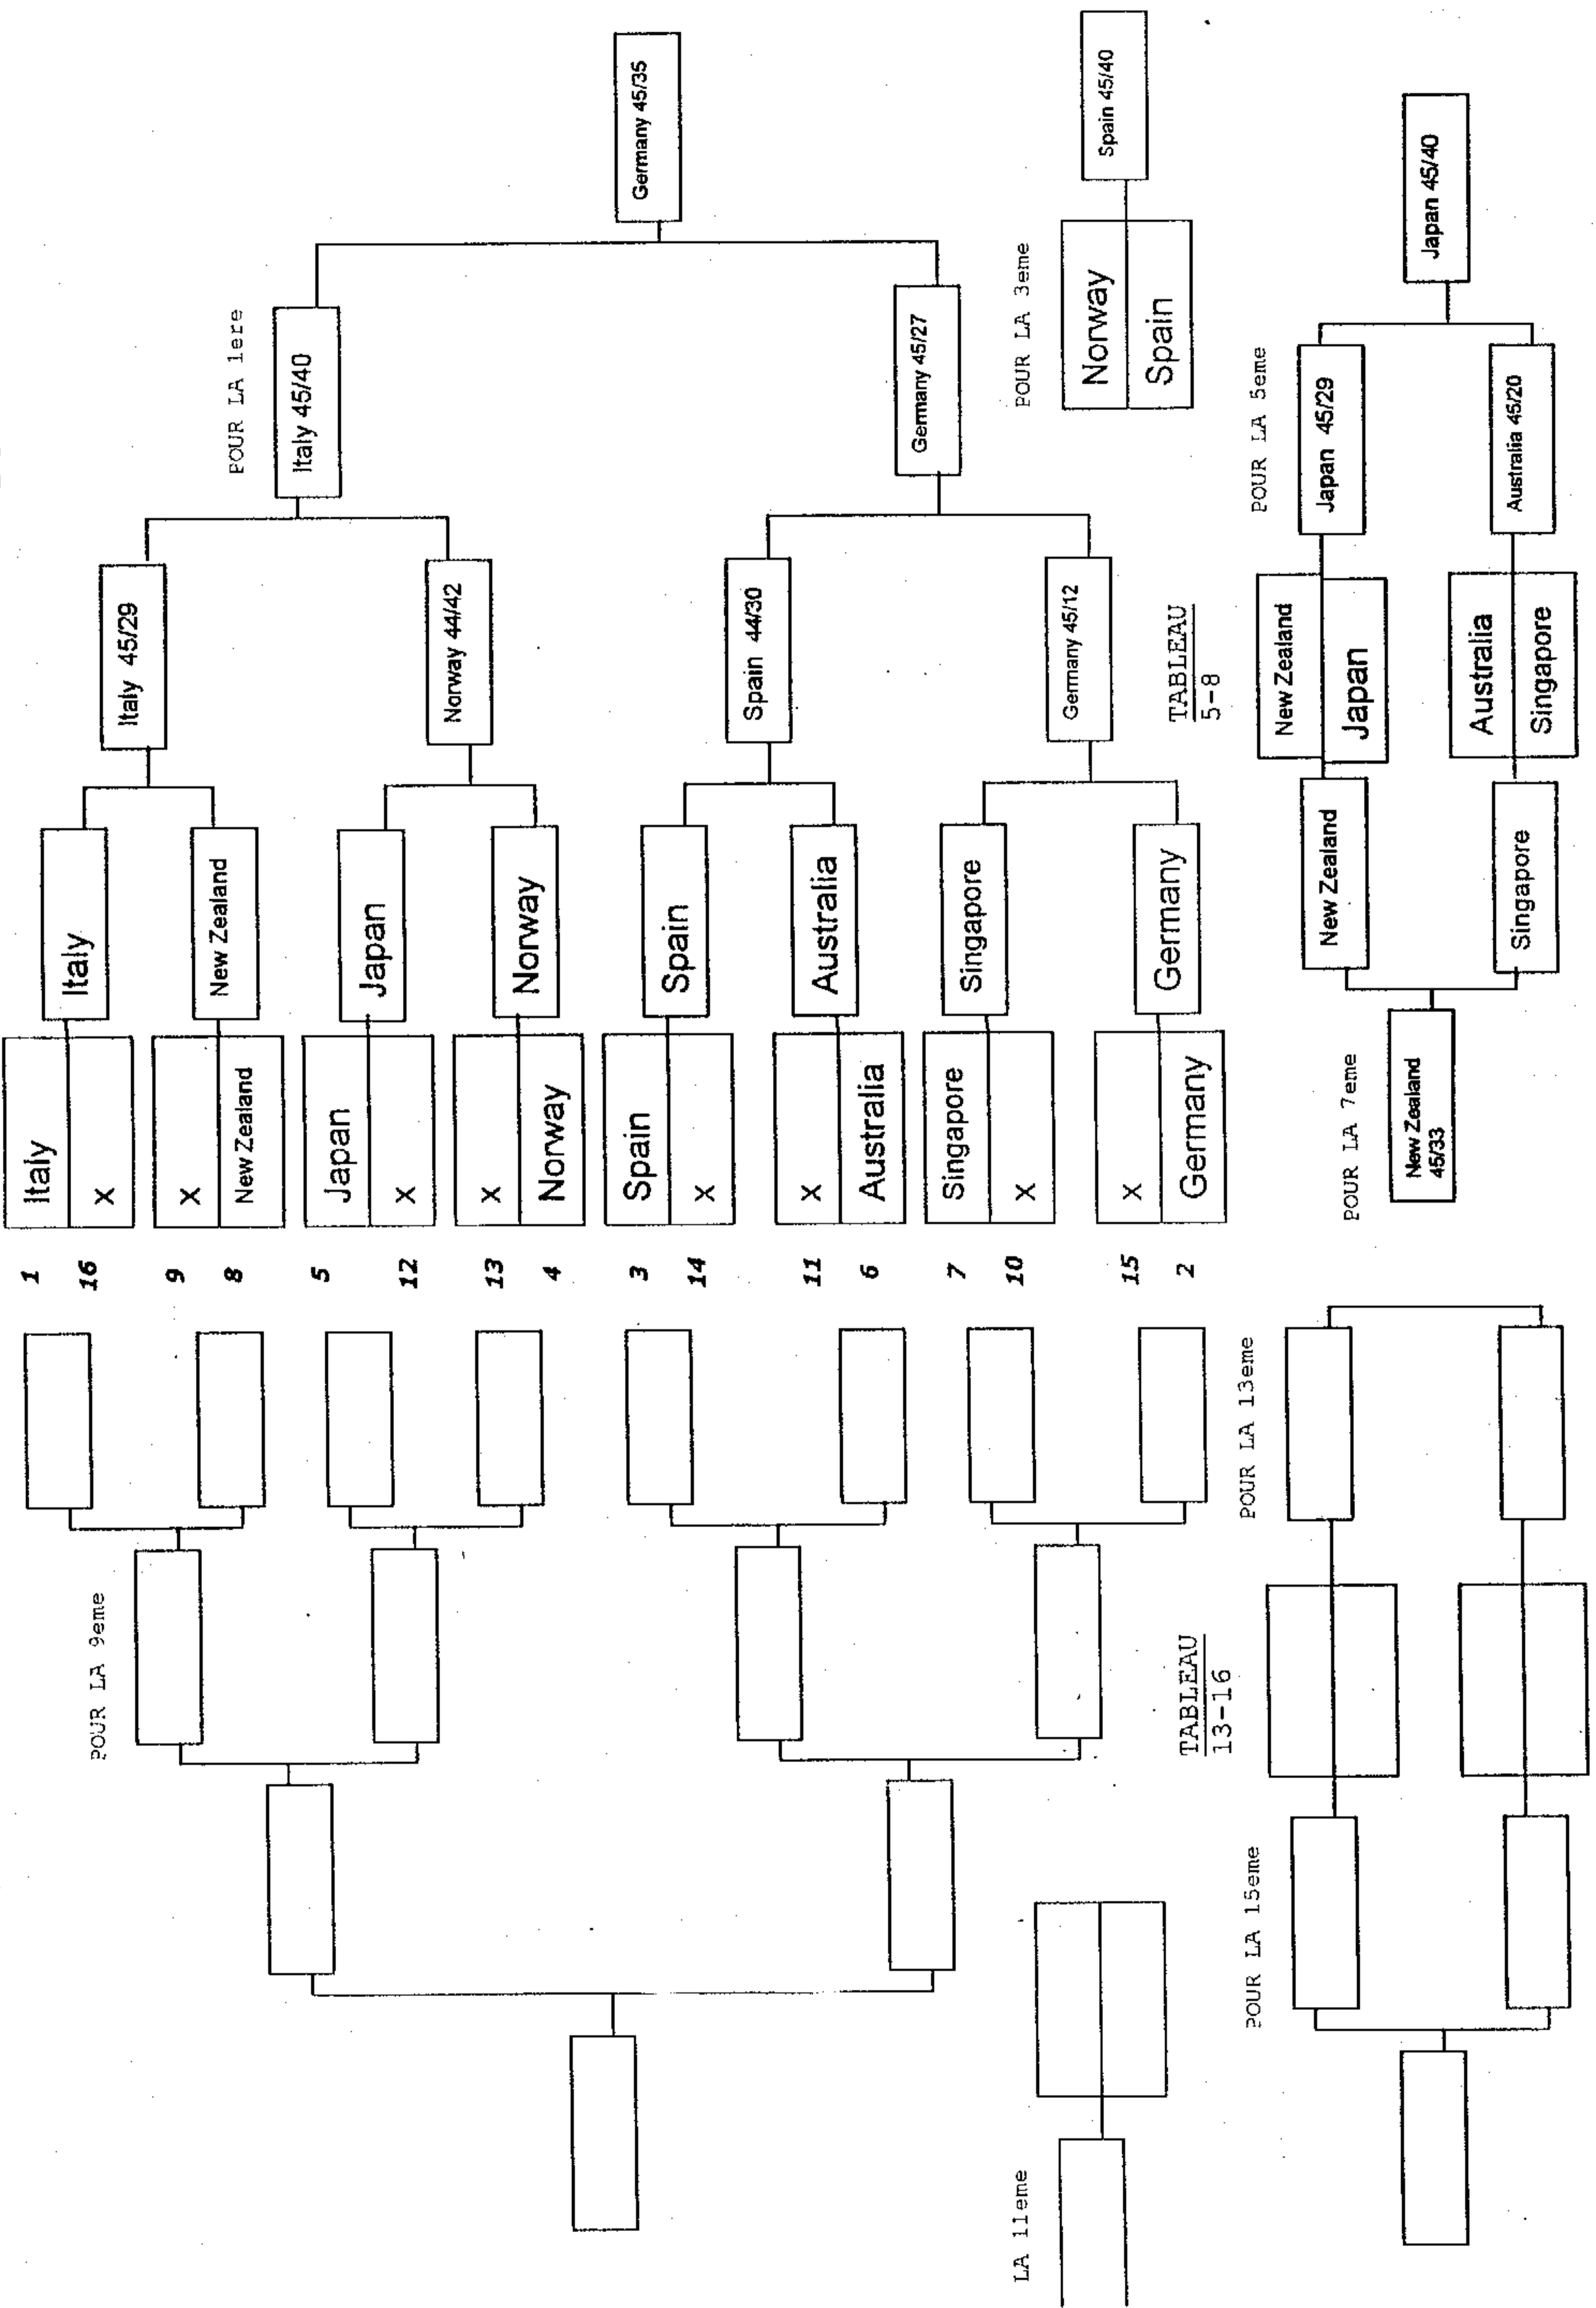 POUR LA 1ere
1
16
9
8
5
12
13
4
3
14
11
6
7
10
15
2
Italy
X
X
New Zealand
Japan
X
X
Norway
Spain
X
X
Australia
Singapore
X
X
Germany
Italy
New Zealand
Japan
Norway
Spain
Australia
Singapore
Germany
Italy 45/29
Norway 44/42
Spain 44/30
Germany 45/12
Italy 45/40
Germany 45/27
Germany 45/35
POUR LA 3eme
Norway
Spain
Spain 45/40
TABLEAU
5-8
POUR LA 5eme
New Zealand
Japan
Australia
Singapore
Japan 45/29
Australia 45/20
Japan 45/40
New Zealand
Singapore
POUR LA 7eme
New Zealand
45/33
POUR LA 9eme
LA 11eme
TABLEAU
13-16
POUR LA 13eme
POUR LA 15eme